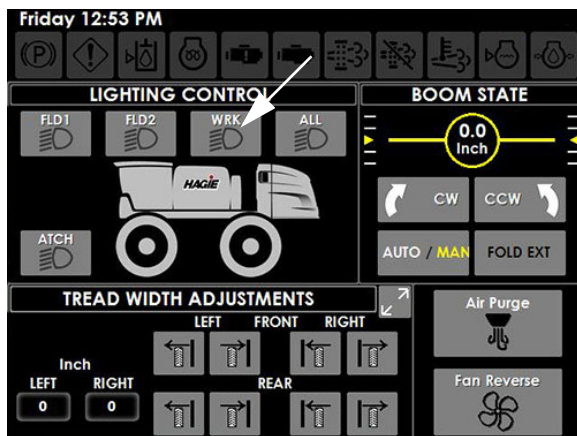 Friday 12:53 PM
LIGHTING CONTROL
FLD1
FLD2
WRK
ALL
HAGIE
ATCH
BOOM STATE
0.0
Inch
CW
CCW
AUTO / MAN
FOLD EXT
TREAD WIDTH ADJUSTMENTS
LEFT FRONT RIGHT
Inch
LEFT RIGHT
0 0
REAR
Air Purge
Fan Reverse